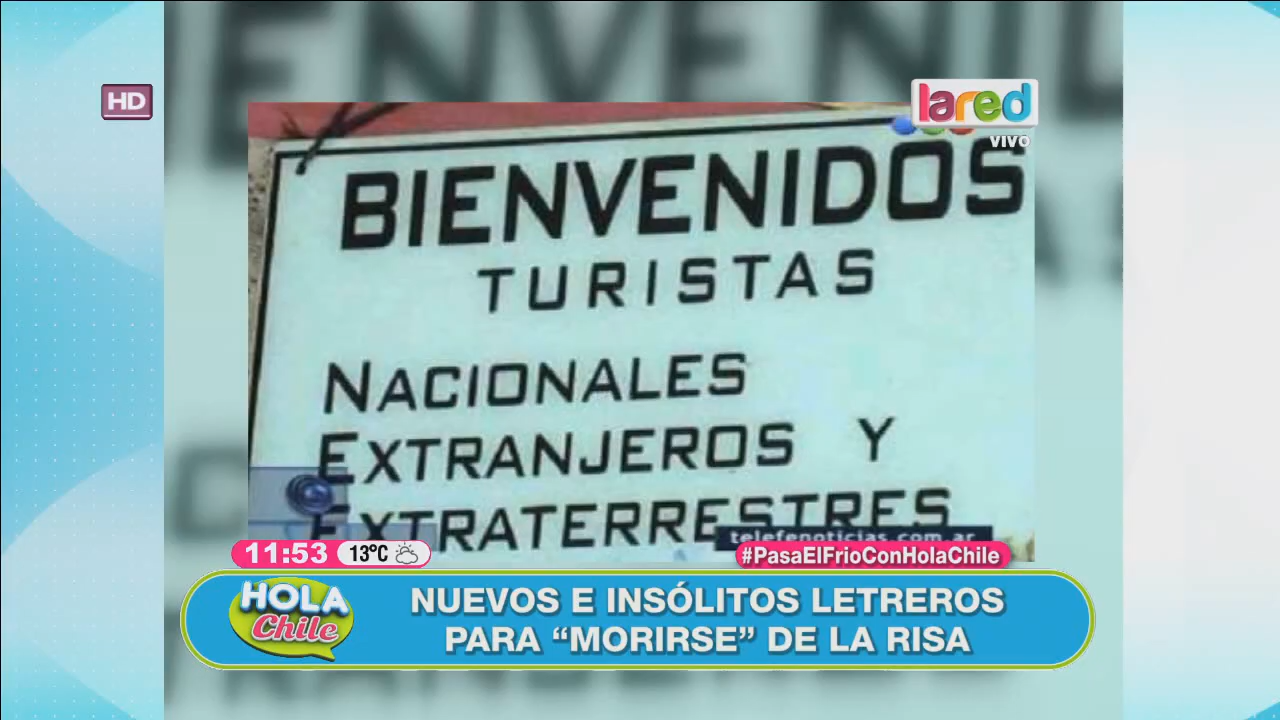 HD
lared
VIVO
BIENVENIDOS
TURISTAS
NACIONALES
EXTRANJEROS Y
EXTRATERRESTRES
telefenoticias.com.ar
11:53 13°C
#PasaElFrioConHolaChile
HOLA Chile
NUEVOS E INSÓLITOS LETREROS
PARA “MORIRSE” DE LA RISA